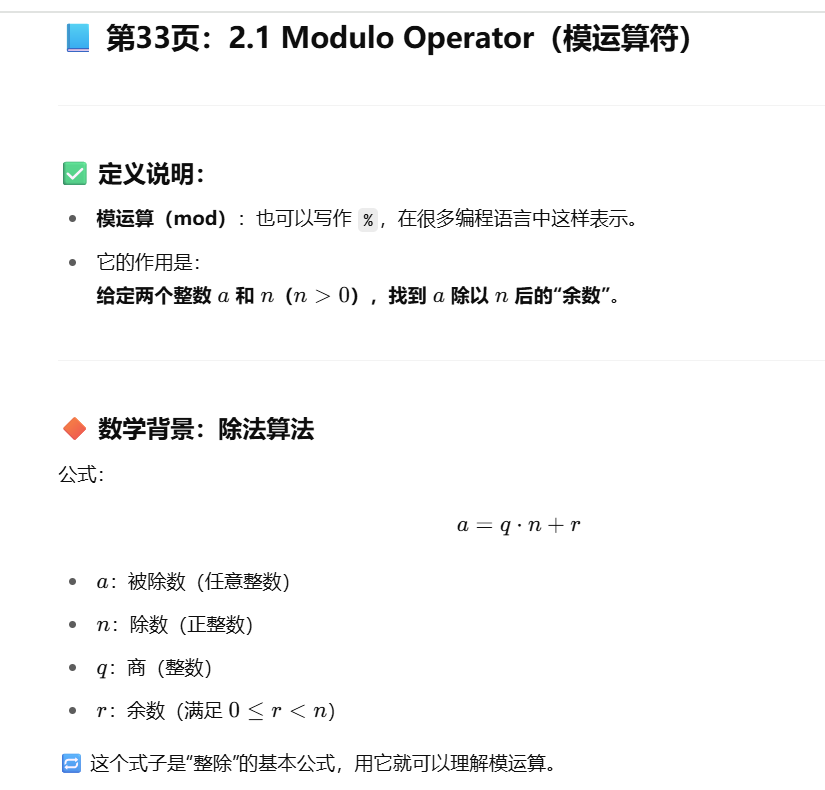 📘 第33页：2.1 Modulo Operator（模运算符）
✅ 定义说明：
• 模运算（mod）：也可以写作 %，在很多编程语言中这样表示。
• 它的作用是：
给定两个整数 a 和 n（n > 0），找到 a 除以 n 后的“余数”。
🔶 数学背景：除法算法
公式：
a = q · n + r
• a：被除数（任意整数）
• n：除数（正整数）
• q：商（整数）
• r：余数（满足 0 ≤ r < n）
🔁 这个式子是“整除”的基本公式，用它就可以理解模运算。